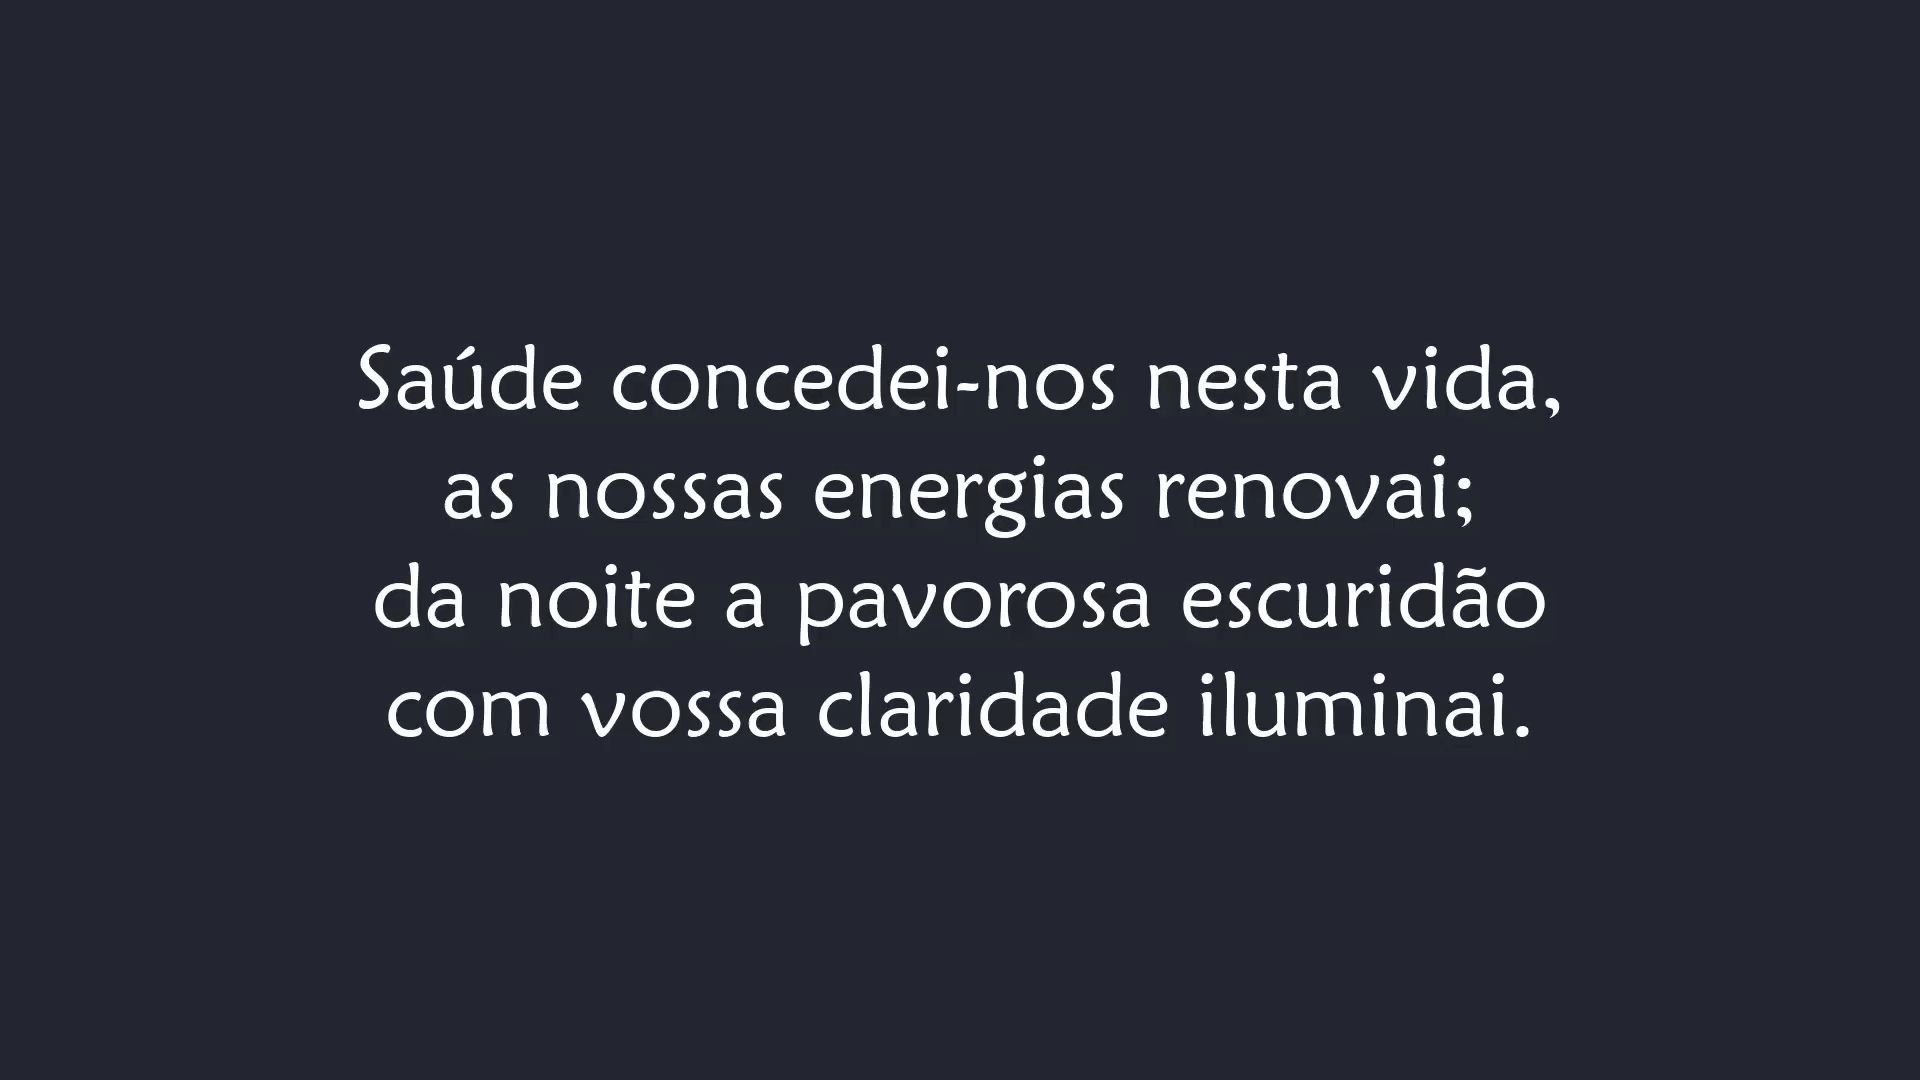 Saúde concedei-nos nesta vida,
as nossas energias renovai;
da noite a pavorosa escuridão
com vossa claridade iluminai.